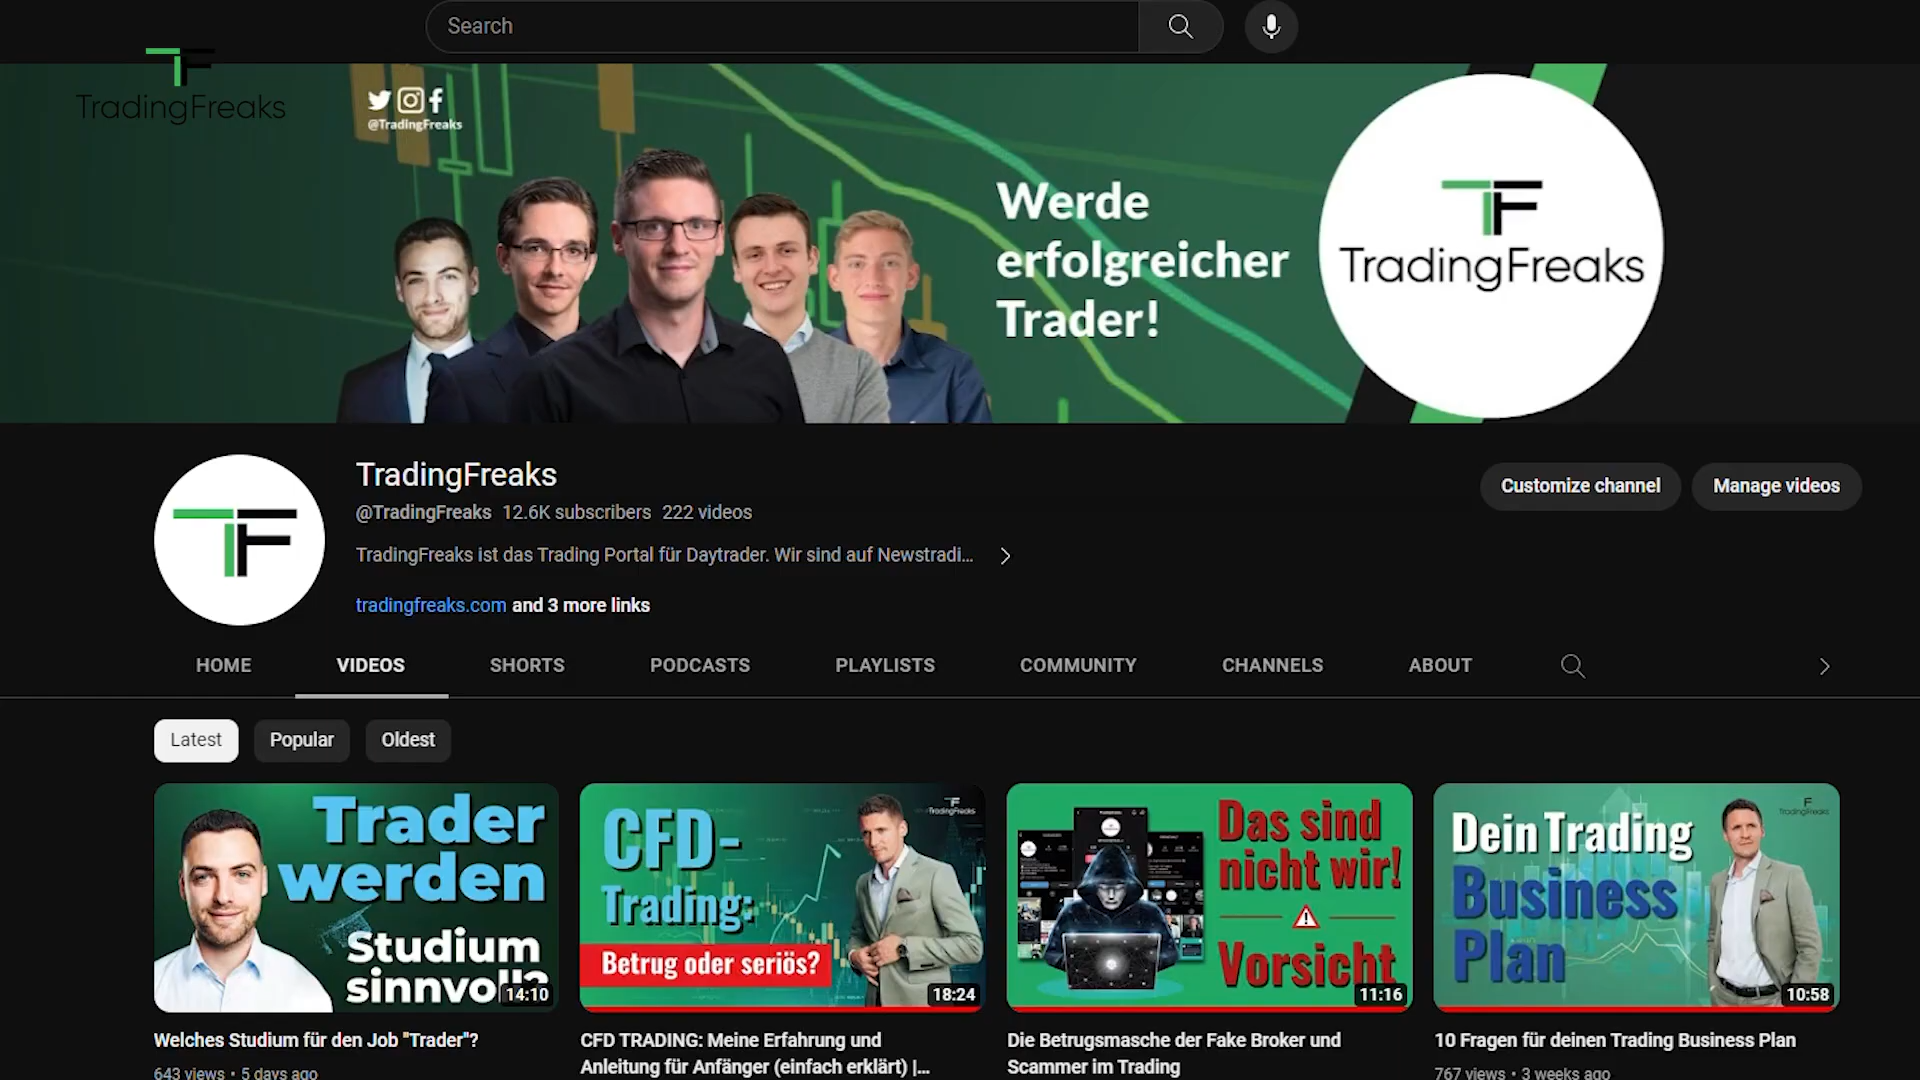 Search
TradingFreaks
@TradingFreaks
Werde
erfolgreicher
Trader!
TF
TradingFreaks
TradingFreaks
@TradingFreaks 12.6K subscribers 222 videos
TradingFreaks ist das Trading Portal für Daytrader. Wir sind auf Newstradi...
tradingfreaks.com and 3 more links
Customize channel
Manage videos
HOME
VIDEOS
SHORTS
PODCASTS
PLAYLISTS
COMMUNITY
CHANNELS
ABOUT
Latest
Popular
Oldest
Trader
werden
Studium
sinnvoll?
14:10
CFD-
Trading:
Betrug oder seriös?
TradingFreaks
18:24
Das sind
nicht wir!
Vorsicht
11:16
Dein Trading
Business
Plan
TradingFreaks
10:58
Welches Studium für den Job "Trader"?
643 views • 5 days ago
CFD TRADING: Meine Erfahrung und
Anleitung für Anfänger (einfach erklärt) |...
Die Betrugsmasche der Fake Broker und
Scammer im Trading
10 Fragen für deinen Trading Business Plan
767 views • 3 weeks ago